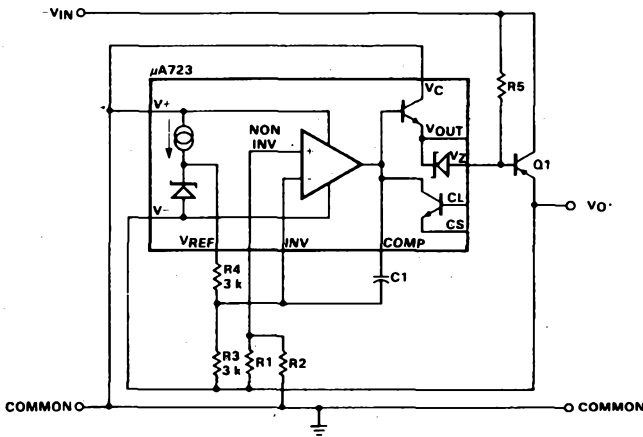 -VIN
μA723
VC
V+
R5
NON
INV
VOUT
VZ
Q1
+
-
CL
V-
CS
VO
VREF
INV
COMP
R4
3 k
C1
R3
3 k
R1
R2
COMMON
COMMON